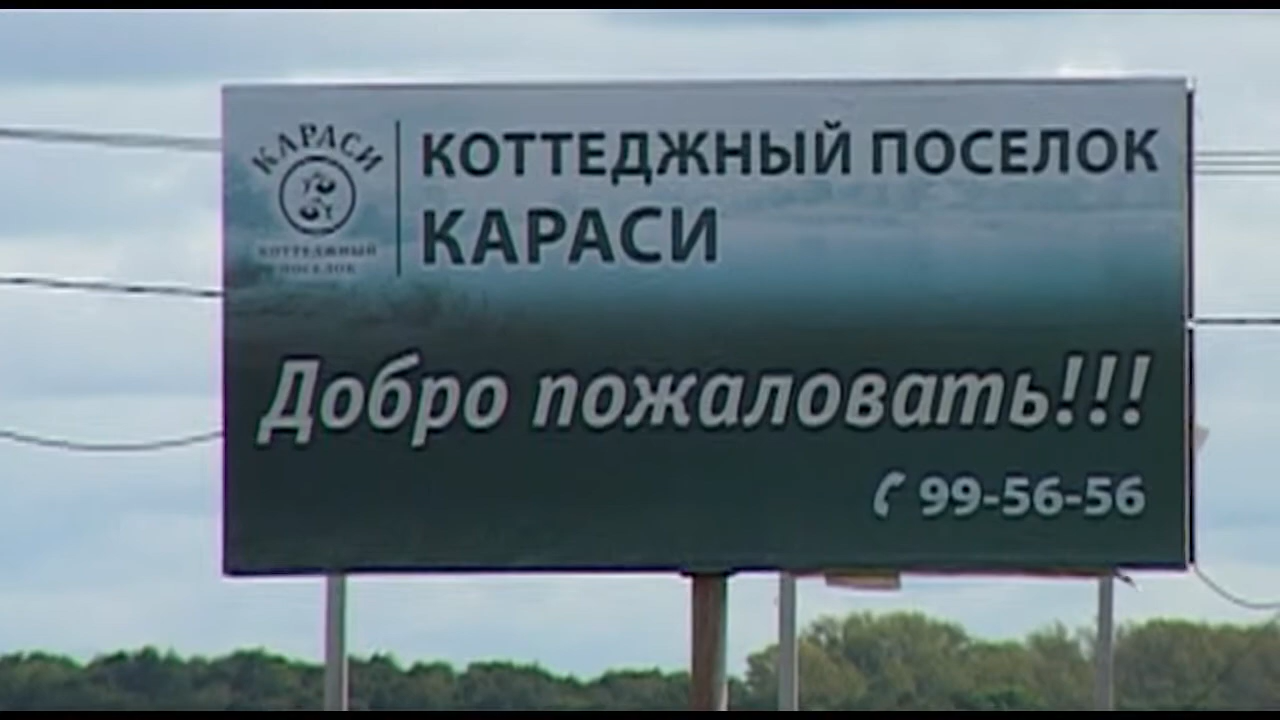 КАРАСИ
КОТТЕДЖНЫЙ
ПОСЕЛОК
КОТТЕДЖНЫЙ ПОСЕЛОК
КАРАСИ
Добро пожаловать!!!
99-56-56